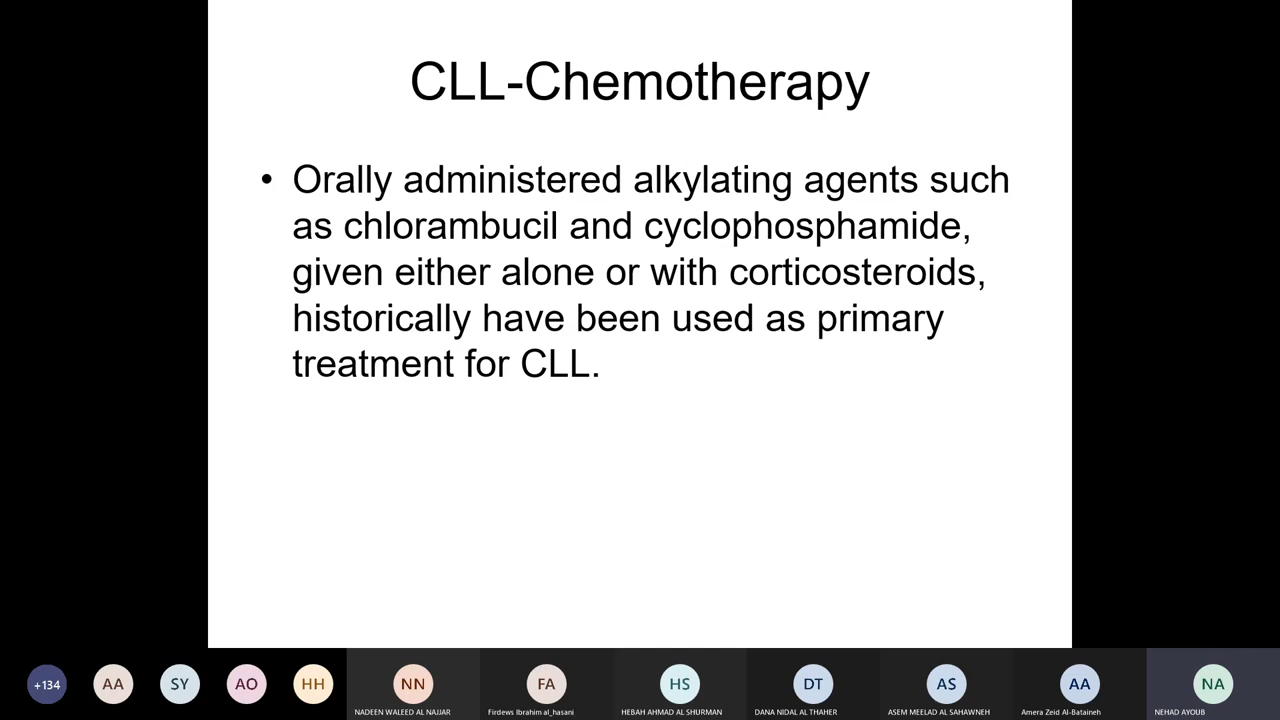 CLL-Chemotherapy
• Orally administered alkylating agents such
as chlorambucil and cyclophosphamide,
given either alone or with corticosteroids,
historically have been used as primary
treatment for CLL.
+134
AA
SY
AO
HH
NN
FA
HS
DT
AS
AA
NA
NADEEN WALEED AL NAJJAR
Firdews Ibrahim al_hasani
HEBAH AHMAD AL SHURMAN
DANA NIDAL AL THAHER
ASEM MEELAD AL SAHAWNEH
Amera Zeid Al-Bataineh
NEHAD AYOUB